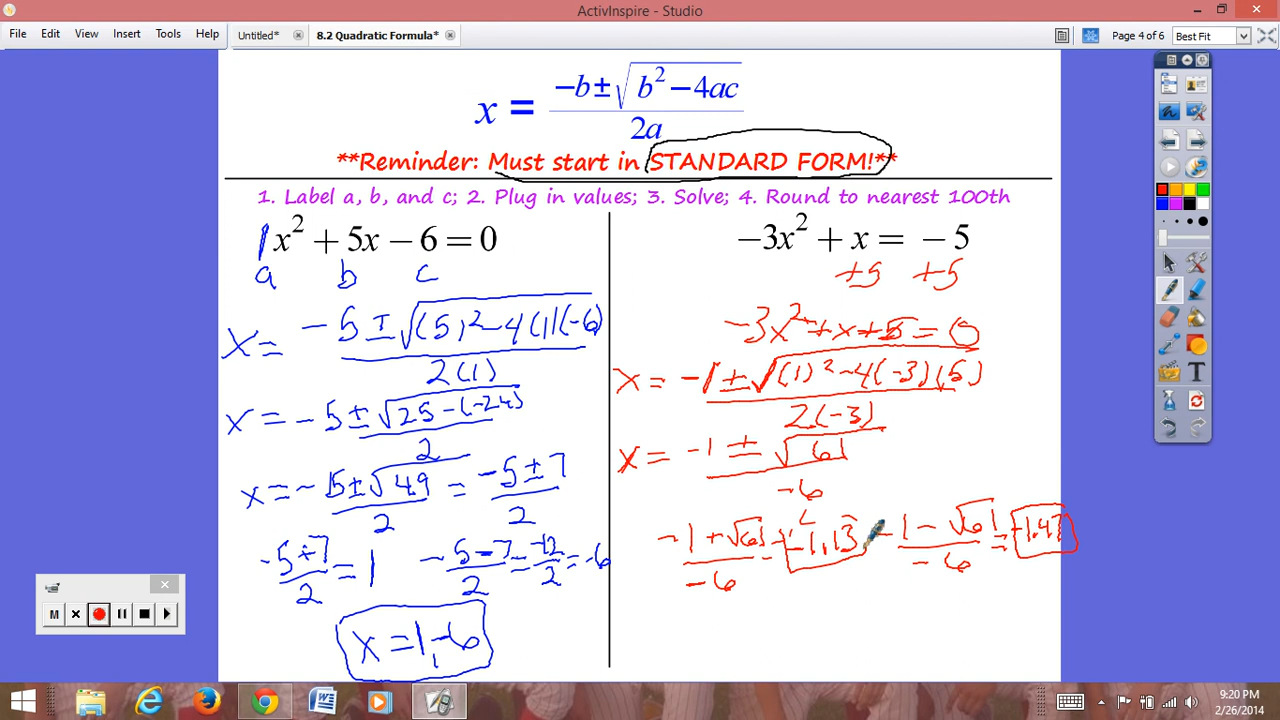 ActivInspire - Studio
File Edit View Insert Tools Help
Untitled* 8.2 Quadratic Formula*
Page 4 of 6 Best Fit
x = (-b ± √(b² - 4ac)) / 2a
**Reminder: Must start in STANDARD FORM!**
1. Label a, b, and c; 2. Plug in values; 3. Solve; 4. Round to nearest 100th
1x² + 5x - 6 = 0
a b c
x = (-5 ± √((5)² - 4(1)(-6))) / 2(1)
x = (-5 ± √(25 - (-24))) / 2
x = (-5 ± √49) / 2 = (-5 ± 7) / 2
(-5 + 7) / 2 = 1 (-5 - 7) / 2 = -12 / 2 = -6
x = 1, -6
-3x² + x = -5
+5 +5
-3x² + x + 5 = 0
x = (-1 ± √((1)² - 4(-3)(5))) / 2(-3)
x = (-1 ± √61) / -6
(-1 + √61) / -6 = -1.13 (-1 - √61) / -6 = 1.47
M
T
9:20 PM
2/26/2014